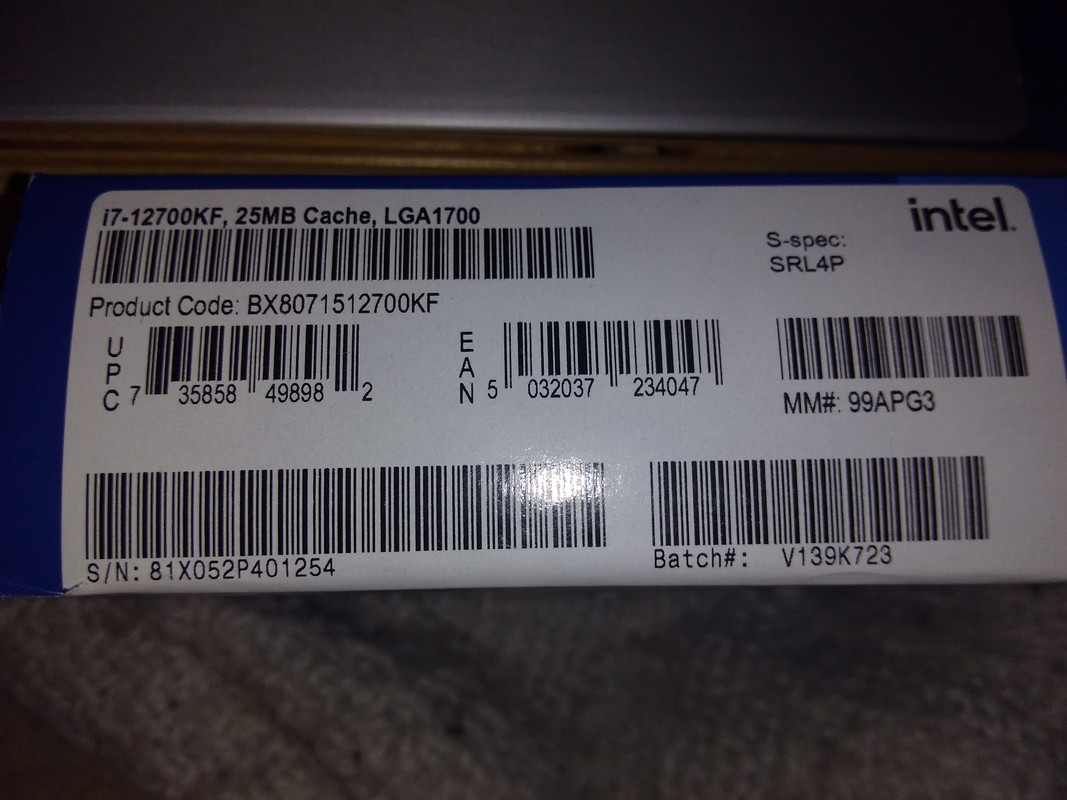 i7-12700KF, 25MB Cache, LGA1700
intel.
S-spec:
SRL4P
Product Code: BX8071512700KF
UPC
7 35858 49898 2
EAN
5 032037 234047
MM#: 99APG3
S/N: 81X052P401254
Batch#: V139K723